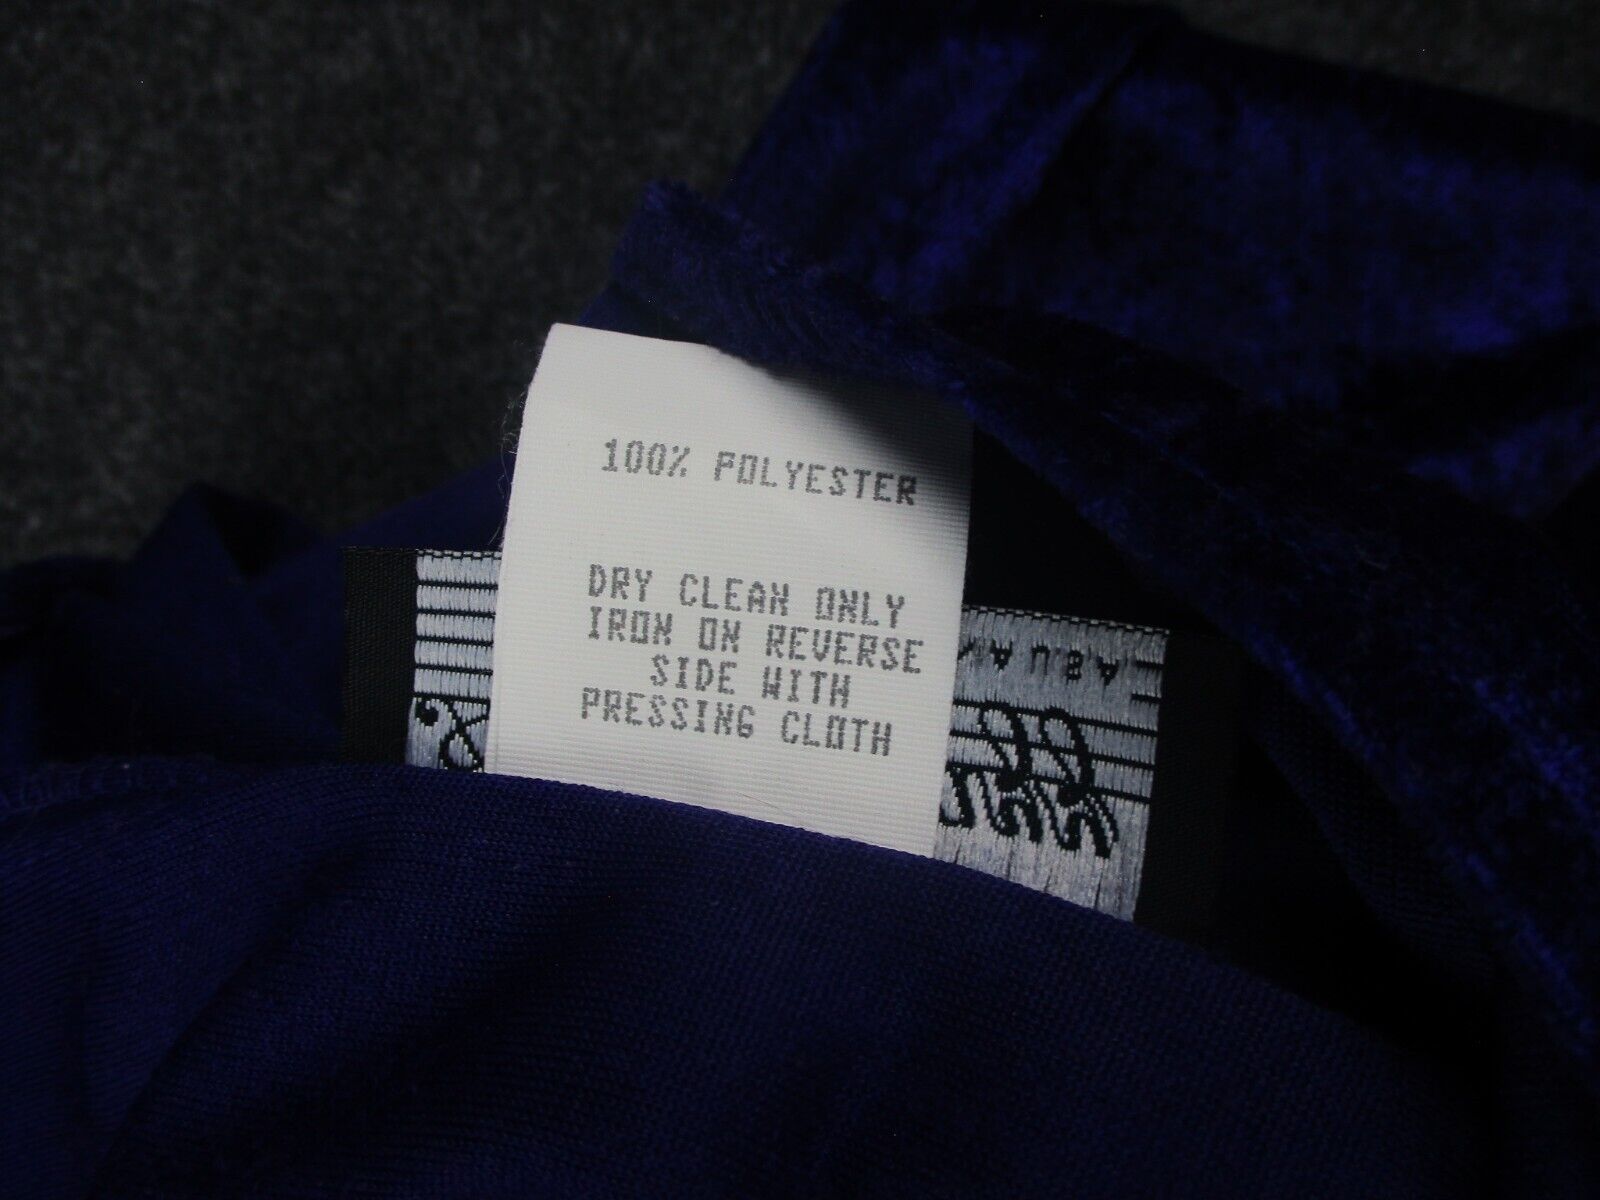 100% POLYESTER
DRY CLEAN ONLY
IRON ON REVERSE
SIDE WITH
PRESSING CLOTH